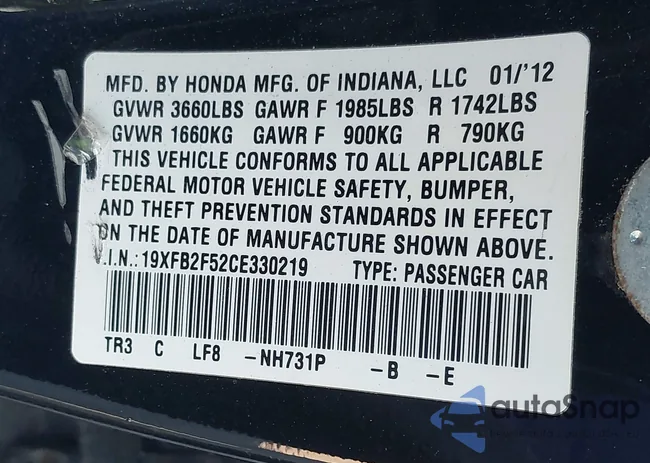 MFD. BY HONDA MFG. OF INDIANA, LLC 01/'12
GVWR 3660LBS GAWR F 1985LBS R 1742LBS
GVWR 1660KG GAWR F 900KG R 790KG
THIS VEHICLE CONFORMS TO ALL APPLICABLE
FEDERAL MOTOR VEHICLE SAFETY, BUMPER,
AND THEFT PREVENTION STANDARDS IN EFFECT
ON THE DATE OF MANUFACTURE SHOWN ABOVE.
.I.N.:19XFB2F52CE330219 TYPE: PASSENGER CAR
TR3 C LF8 -NH731P -B -E
autoSnap